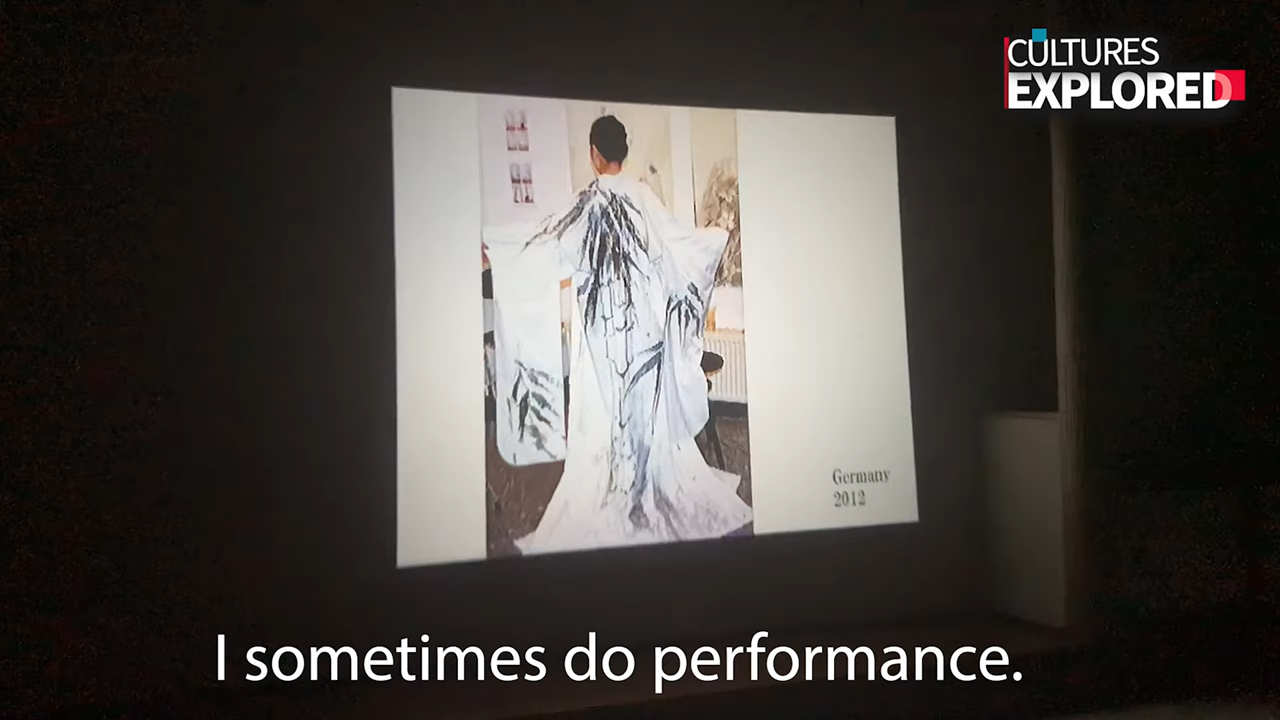 CULTURES
EXPLORED
Germany
2012
I sometimes do performance.